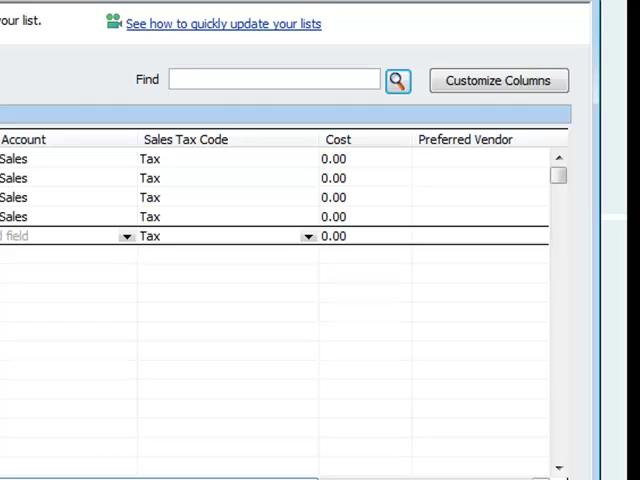 our list.
See how to quickly update your lists
Find
Customize Columns
Account Sales Tax Code Cost Preferred Vendor
Sales Tax 0.00
Sales Tax 0.00
Sales Tax 0.00
Sales Tax 0.00
field Tax 0.00